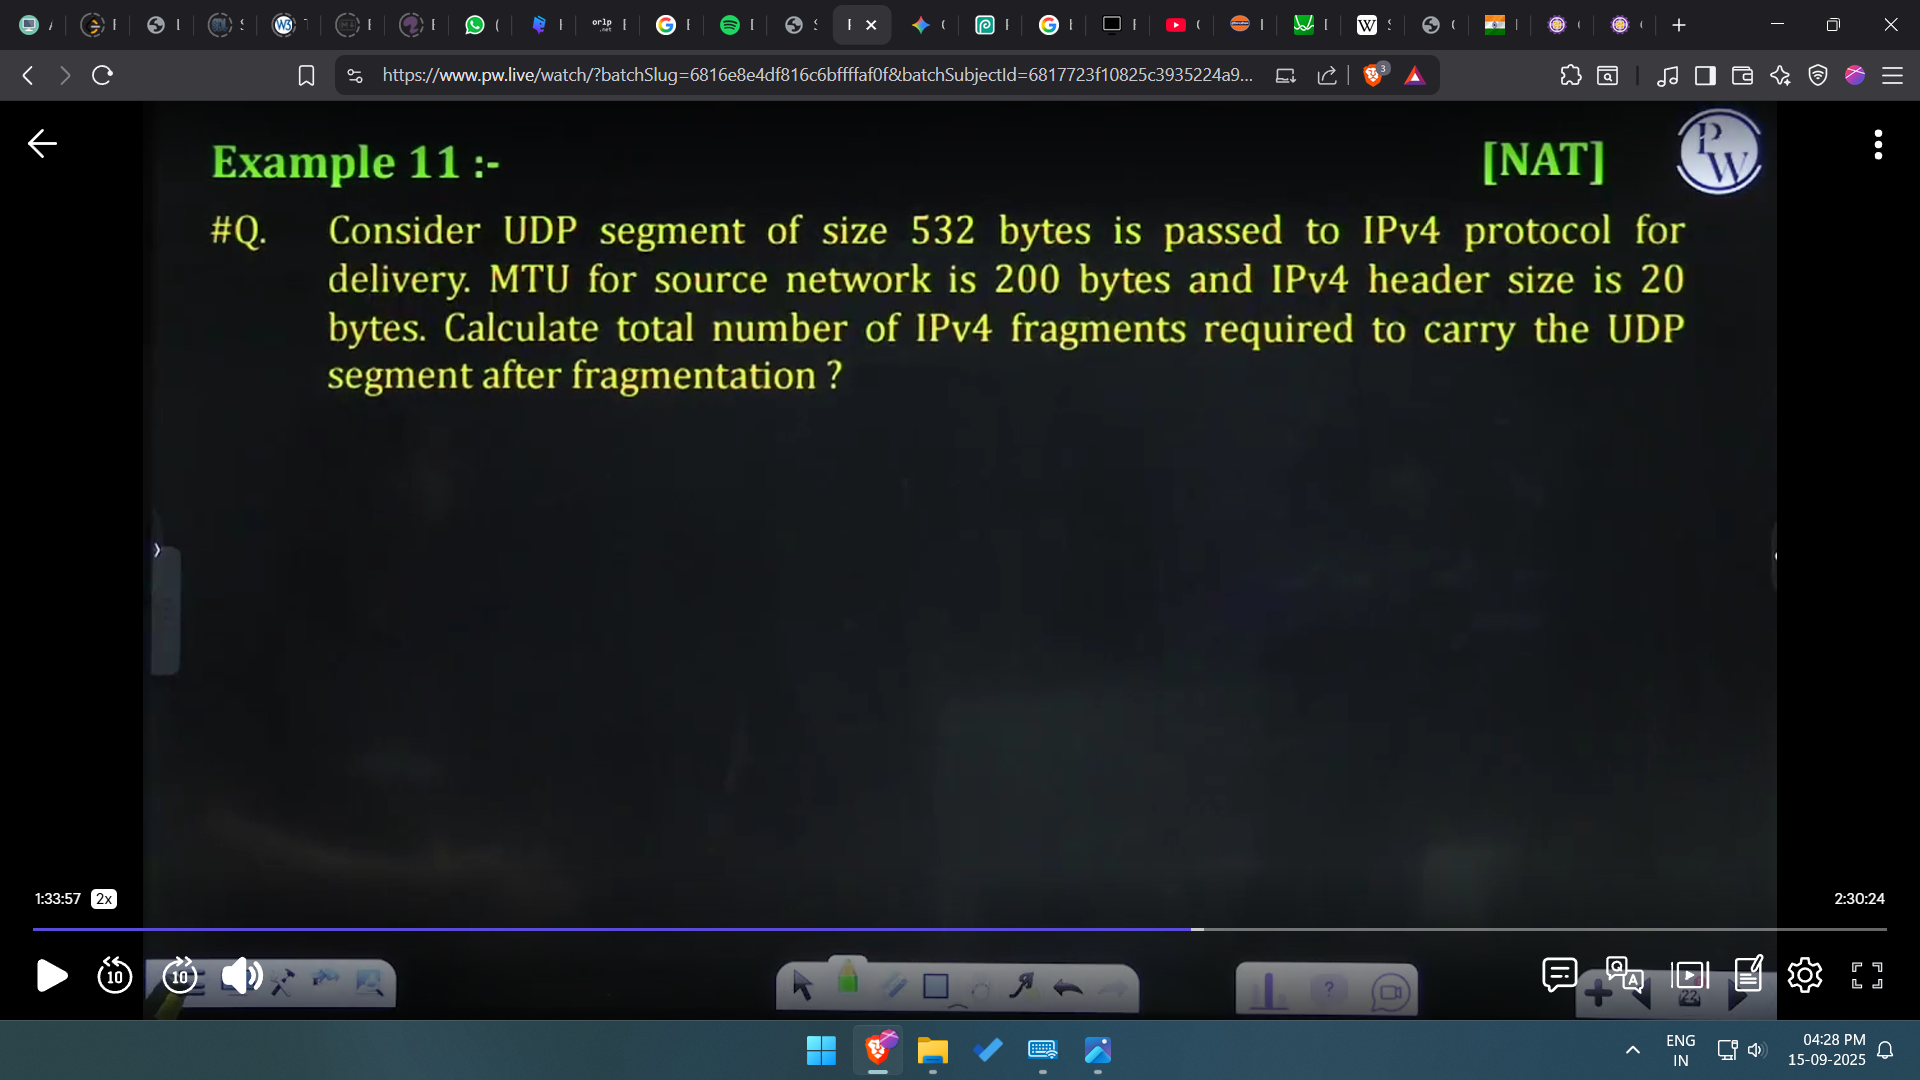 https://www.pw.live/watch/?batchSlug=6816e8e4df816c6bffffaf0f&batchSubjectId=6817723f10825c3935224a9...
3
Example 11 :-
[NAT]
PW
#Q. Consider UDP segment of size 532 bytes is passed to IPv4 protocol for
delivery. MTU for source network is 200 bytes and IPv4 header size is 20
bytes. Calculate total number of IPv4 fragments required to carry the UDP
segment after fragmentation ?
1:33:57 2x
2:30:24
10 10
22
ENG
IN
04:28 PM
15-09-2025